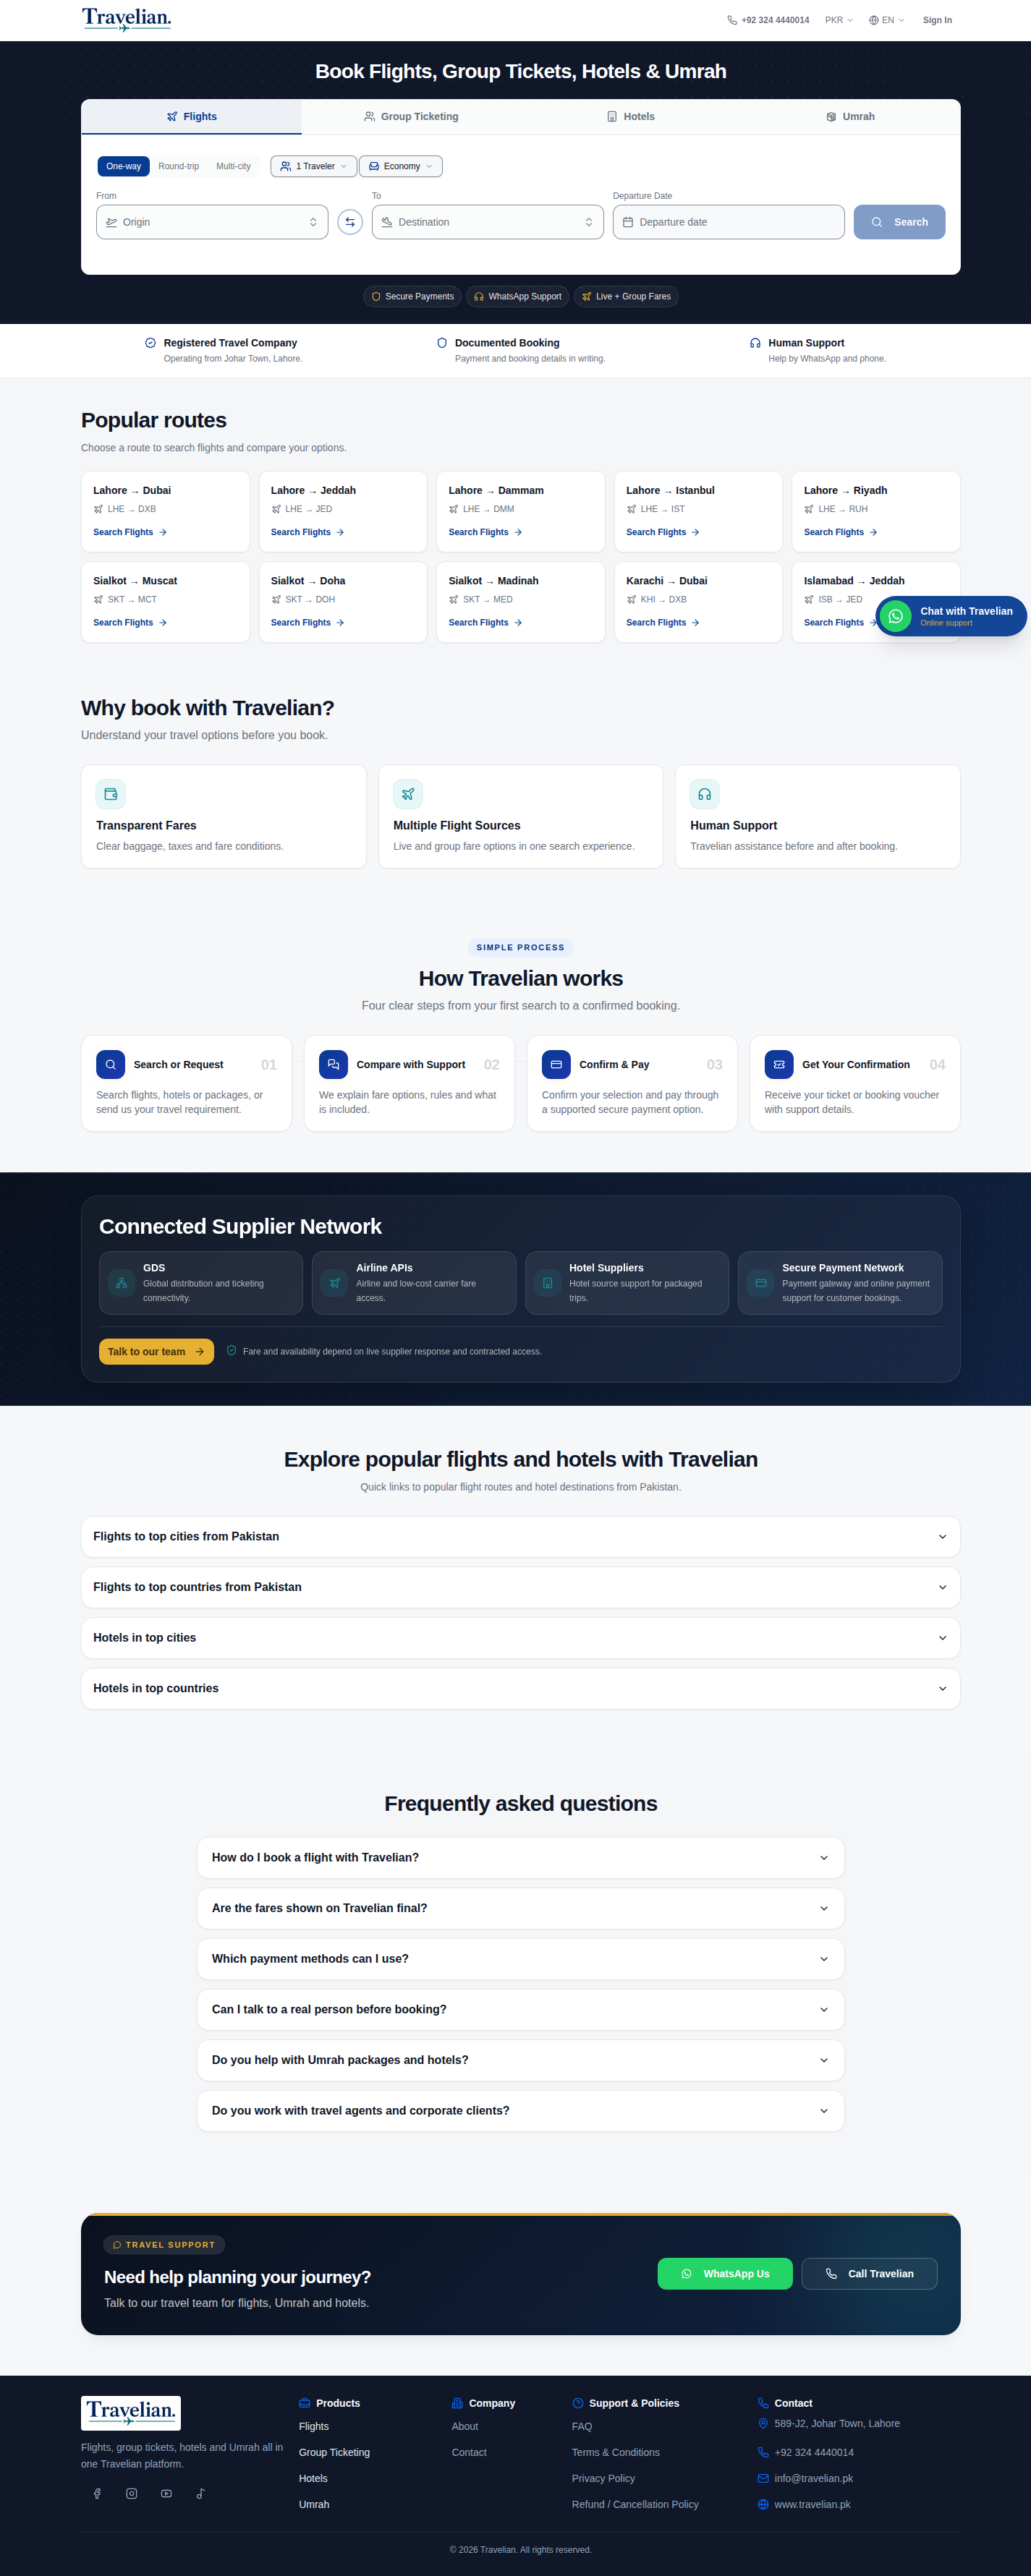 Travelian.
+92 324 4440014
PKR
EN
Sign In
Book Flights, Group Tickets, Hotels & Umrah
Flights
Group Ticketing
Hotels
Umrah
One-way
Round-trip
Multi-city
1 Traveler
Economy
From
To
Departure Date
Origin
Destination
Departure date
Search
Secure Payments
WhatsApp Support
Live + Group Fares
Registered Travel Company
Operating from Johar Town, Lahore.
Documented Booking
Payment and booking details in writing.
Human Support
Help by WhatsApp and phone.
Popular routes
Choose a route to search flights and compare your options.
Lahore → Dubai
LHE → DXB
Search Flights →
Lahore → Jeddah
LHE → JED
Search Flights →
Lahore → Dammam
LHE → DMM
Search Flights →
Lahore → Istanbul
LHE → IST
Search Flights →
Lahore → Riyadh
LHE → RUH
Search Flights →
Sialkot → Muscat
SKT → MCT
Search Flights →
Sialkot → Doha
SKT → DOH
Search Flights →
Sialkot → Madinah
SKT → MED
Search Flights →
Karachi → Dubai
KHI → DXB
Search Flights →
Islamabad → Jeddah
ISB → JED
Search Flights →
Chat with Travelian
Online support
Why book with Travelian?
Understand your travel options before you book.
Transparent Fares
Clear baggage, taxes and fare conditions.
Multiple Flight Sources
Live and group fare options in one search experience.
Human Support
Travelian assistance before and after booking.
SIMPLE PROCESS
How Travelian works
Four clear steps from your first search to a confirmed booking.
Search or Request
01
Search flights, hotels or packages, or
send us your travel requirement.
Compare with Support
02
We explain fare options, rules and what
is included.
Confirm & Pay
03
Confirm your selection and pay through
a supported secure payment option.
Get Your Confirmation
04
Receive your ticket or booking voucher
with support details.
Connected Supplier Network
GDS
Global distribution and ticketing
connectivity.
Airline APIs
Airline and low-cost carrier fare
access.
Hotel Suppliers
Hotel source support for packaged
trips.
Secure Payment Network
Payment gateway and online payment
support for customer bookings.
Talk to our team →
Fare and availability depend on live supplier response and contracted access.
Explore popular flights and hotels with Travelian
Quick links to popular flight routes and hotel destinations from Pakistan.
Flights to top cities from Pakistan
Flights to top countries from Pakistan
Hotels in top cities
Hotels in top countries
Frequently asked questions
How do I book a flight with Travelian?
Are the fares shown on Travelian final?
Which payment methods can I use?
Can I talk to a real person before booking?
Do you help with Umrah packages and hotels?
Do you work with travel agents and corporate clients?
TRAVEL SUPPORT
Need help planning your journey?
Talk to our travel team for flights, Umrah and hotels.
WhatsApp Us
Call Travelian
Travelian.
Flights, group tickets, hotels and Umrah all in
one Travelian platform.
Products
Flights
Group Ticketing
Hotels
Umrah
Company
About
Contact
Support & Policies
FAQ
Terms & Conditions
Privacy Policy
Refund / Cancellation Policy
Contact
589-J2, Johar Town, Lahore
+92 324 4440014
info@travelian.pk
www.travelian.pk
© 2026 Travelian. All rights reserved.